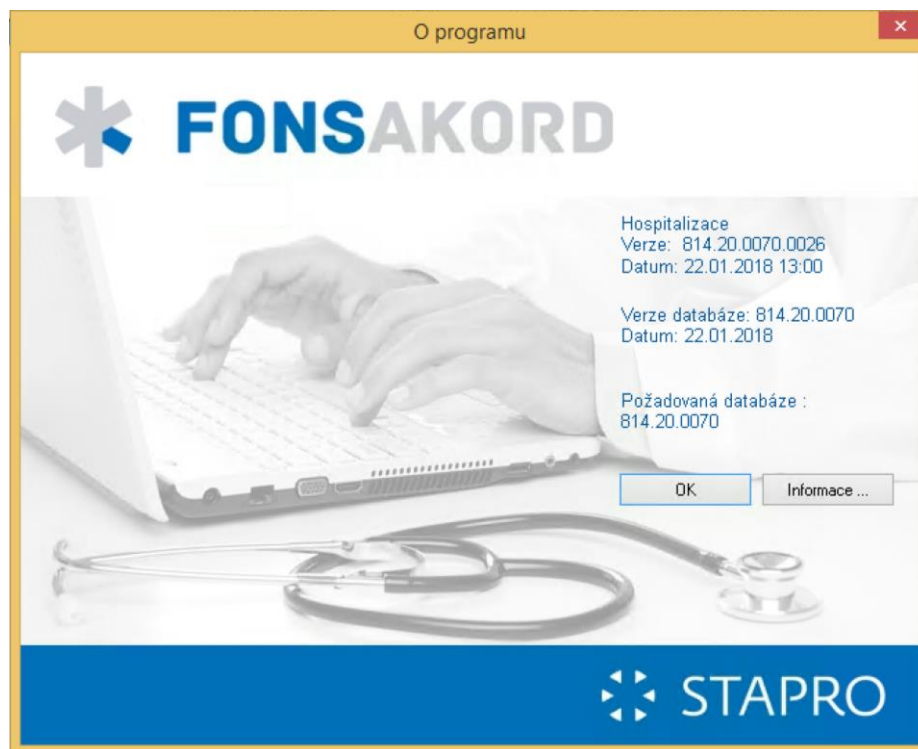 O programu
FONSAKORD
Hospitalizace
Verze: 814.20.0070.0026
Datum: 22.01.2018 13:00
Verze databáze: 814.20.0070
Datum: 22.01.2018
Požadovaná databáze :
814.20.0070
OK
Informace ...
STAPRO